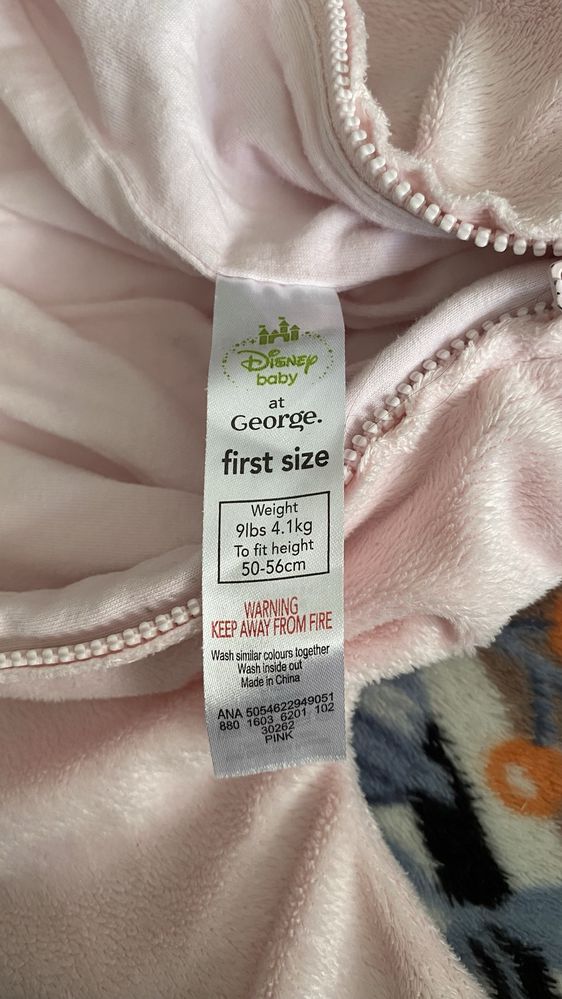 Disney
baby
at
George.
first size
Weight
9lbs 4.1kg
To fit height
50-56cm
WARNING
KEEP AWAY FROM FIRE
Wash similar colours together
Wash inside out
Made in China
ANA 5054622949051
880 1603 6201 102
30262
PINK